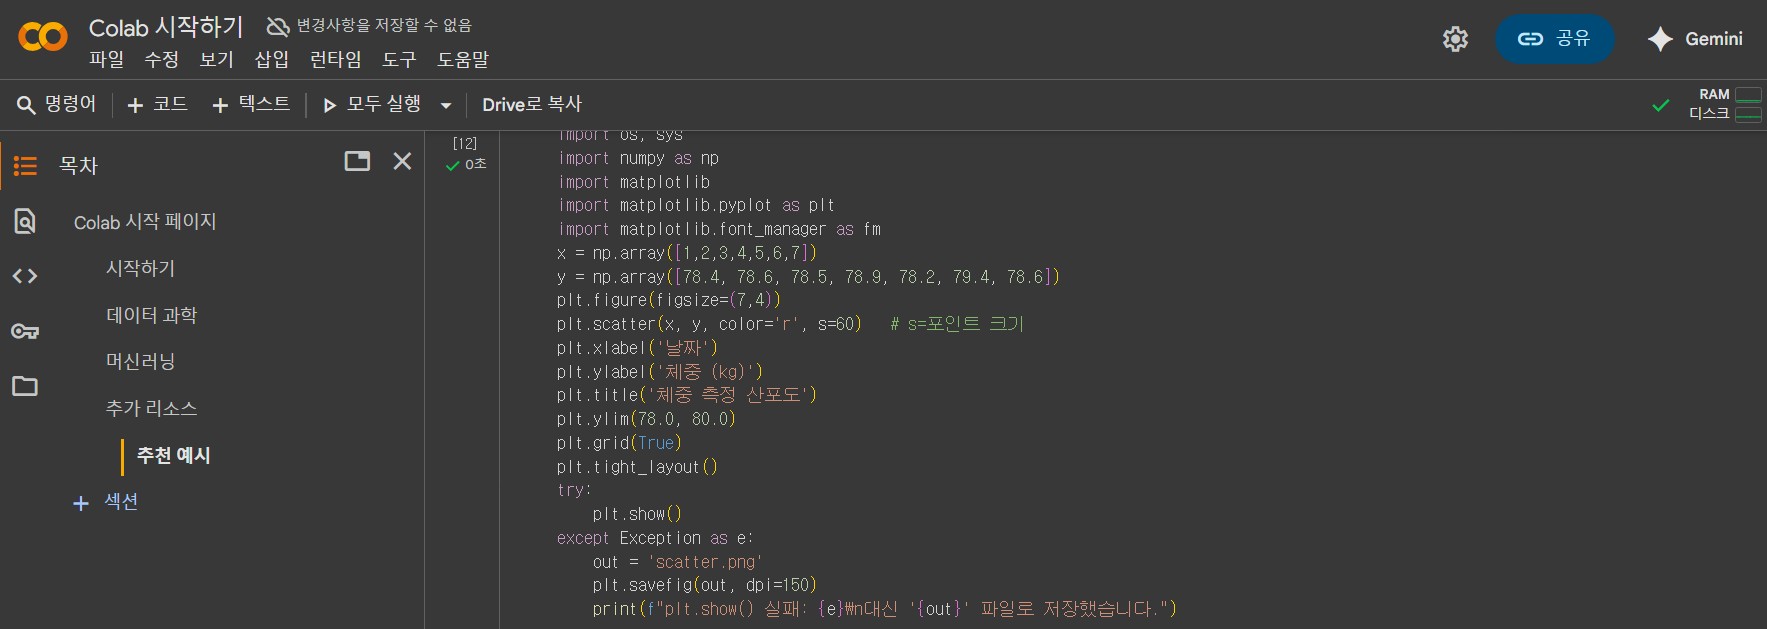 Colab 시작하기 변경사항을 저장할 수 없음
파일 수정 보기 삽입 런타임 도구 도움말
공유 Gemini
명령어 + 코드 + 텍스트 모두 실행 Drive로 복사
RAM
디스크
목차
Colab 시작 페이지
시작하기
데이터 과학
머신러닝
추가 리소스
추천 예시
+ 섹션
[12]
0초
import os, sys
import numpy as np
import matplotlib
import matplotlib.pyplot as plt
import matplotlib.font_manager as fm
x = np.array([1,2,3,4,5,6,7])
y = np.array([78.4, 78.6, 78.5, 78.9, 78.2, 79.4, 78.6])
plt.figure(figsize=(7,4))
plt.scatter(x, y, color='r', s=60)   # s=포인트 크기
plt.xlabel('날짜')
plt.ylabel('체중 (kg)')
plt.title('체중 측정 산포도')
plt.ylim(78.0, 80.0)
plt.grid(True)
plt.tight_layout()
try:
    plt.show()
except Exception as e:
    out = 'scatter.png'
    plt.savefig(out, dpi=150)
    print(f"plt.show() 실패: {e}₩n대신 '{out}' 파일로 저장했습니다.")